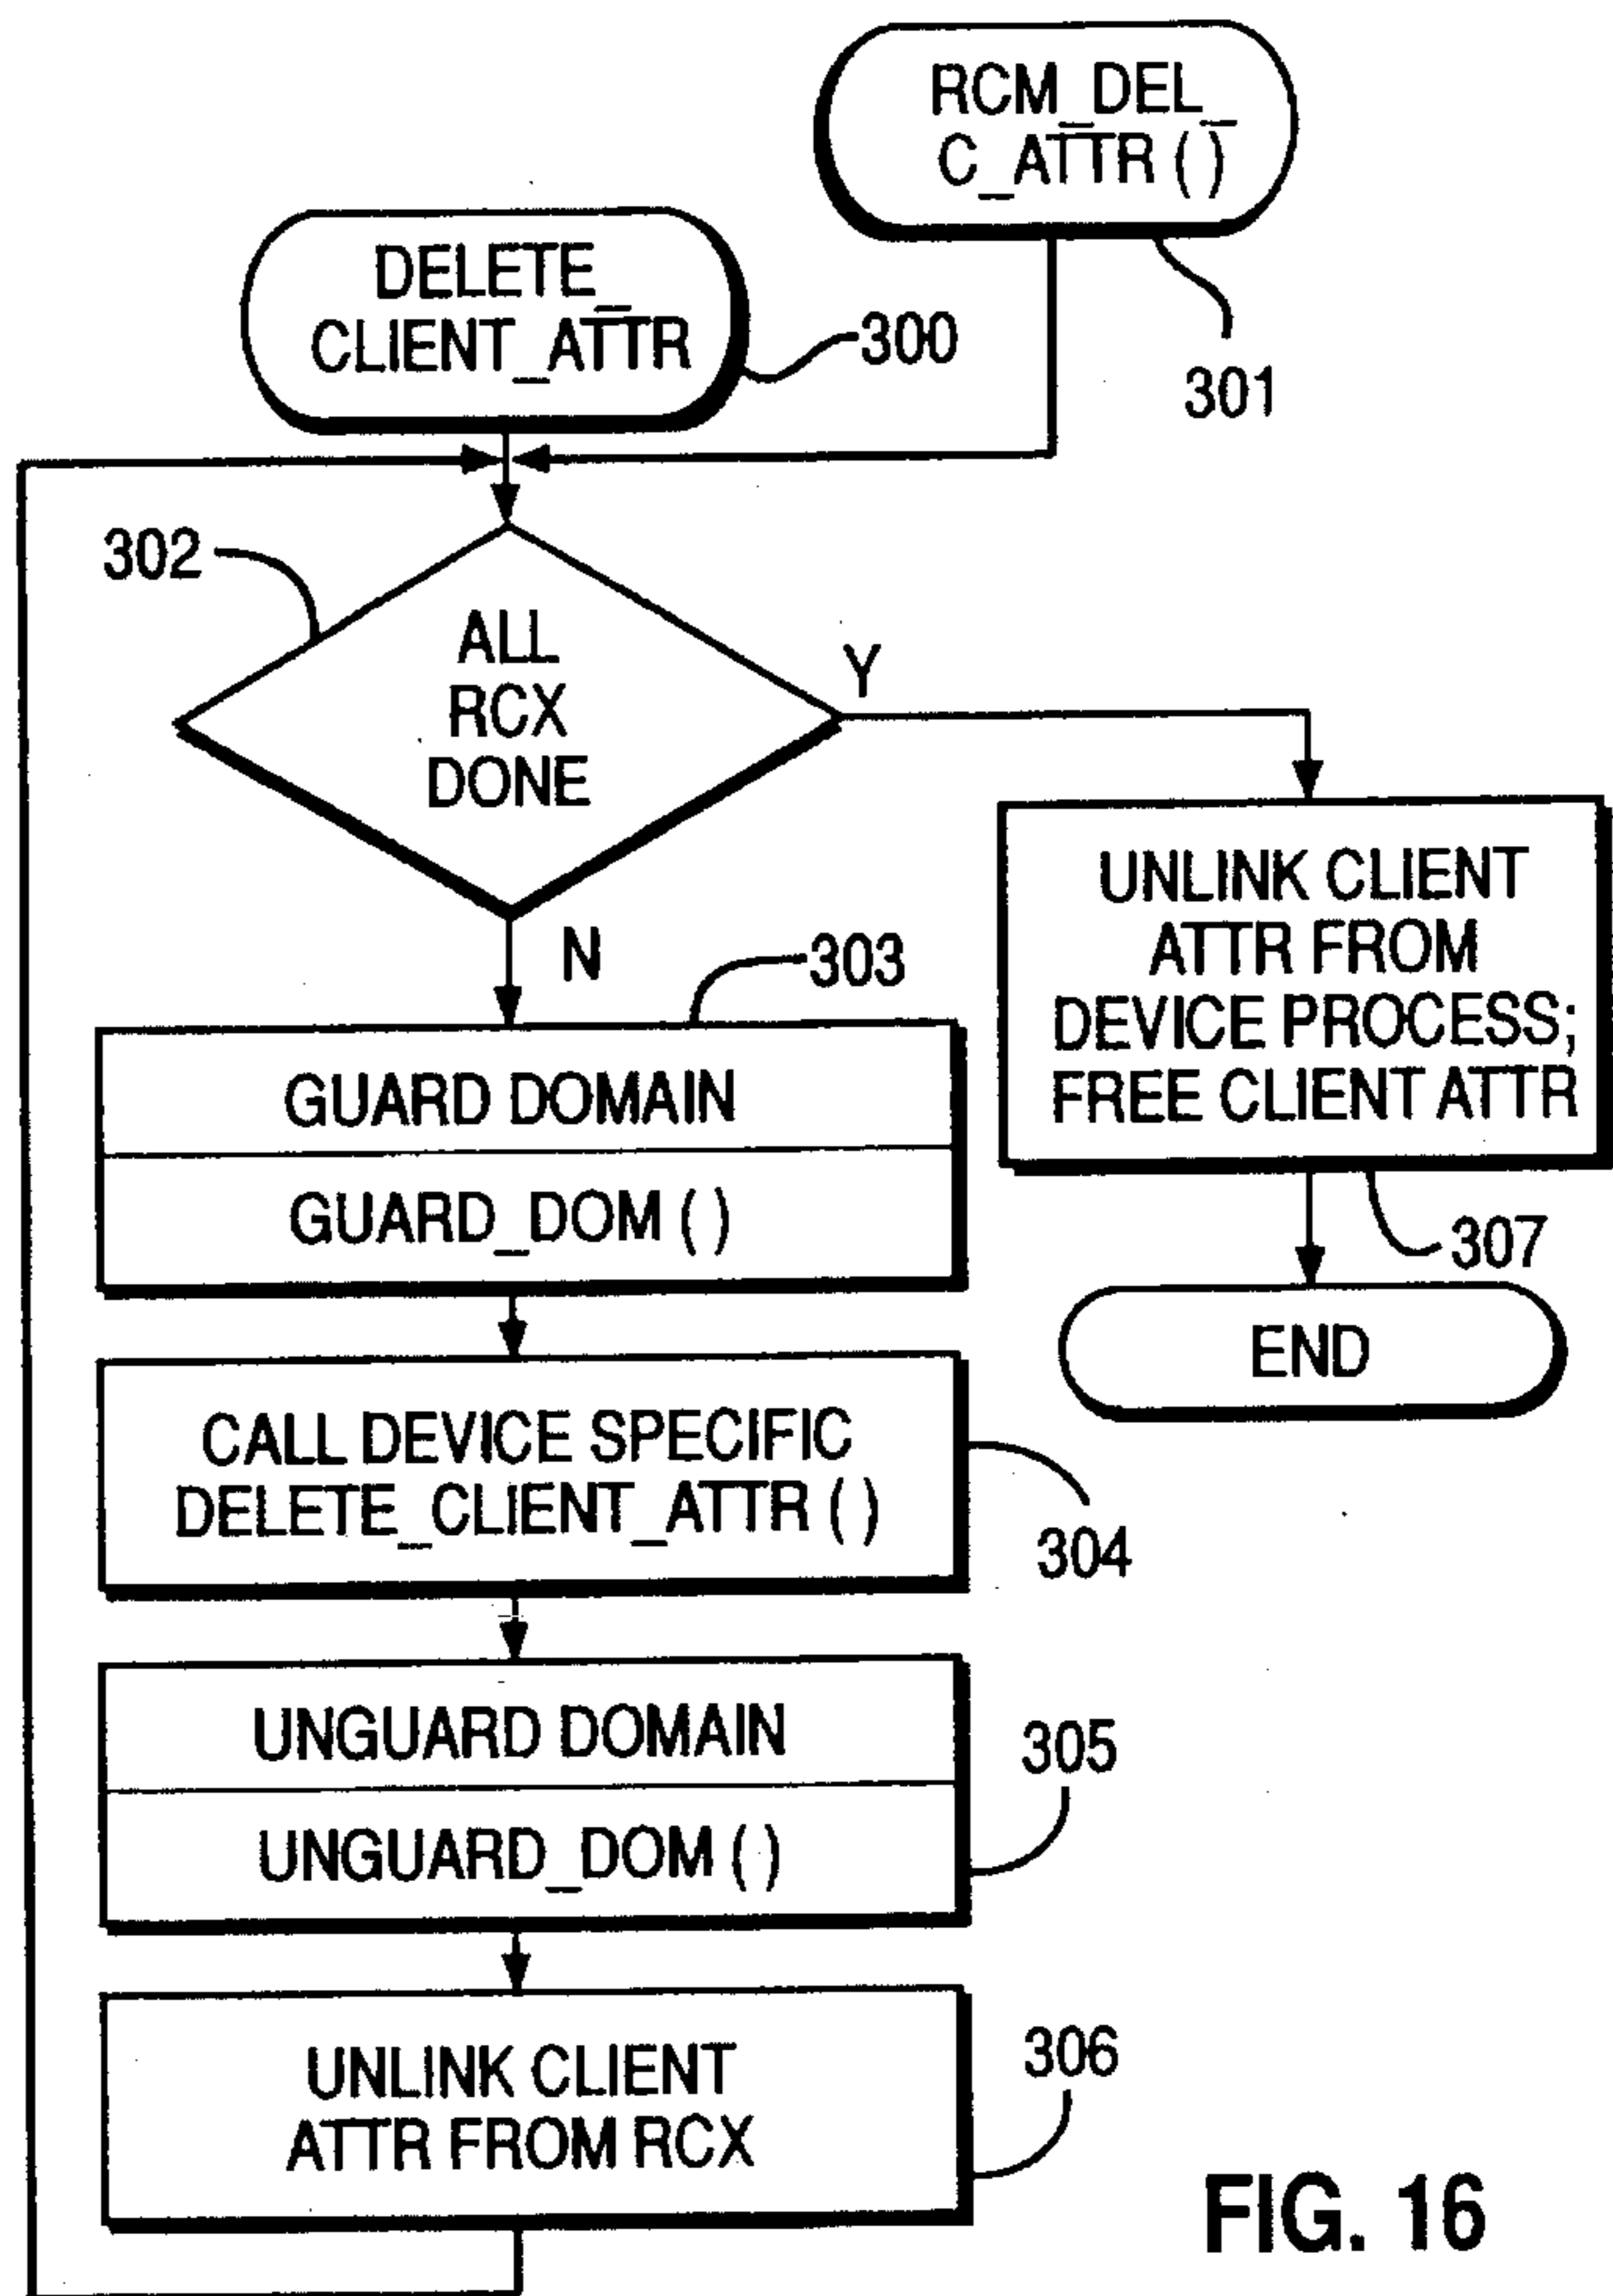 RCM_DEL_
C_ATTR ( )
301
DELETE_
CLIENT_ATTR
300
302
ALL
RCX
DONE
Y
N
303
GUARD DOMAIN
GUARD_DOM ( )
UNLINK CLIENT
ATTR FROM
DEVICE PROCESS;
FREE CLIENT ATTR
307
END
CALL DEVICE SPECIFIC
DELETE_CLIENT_ATTR ( )
304
UNGUARD DOMAIN
UNGUARD_DOM ( )
305
UNLINK CLIENT
ATTR FROM RCX
306
FIG. 16